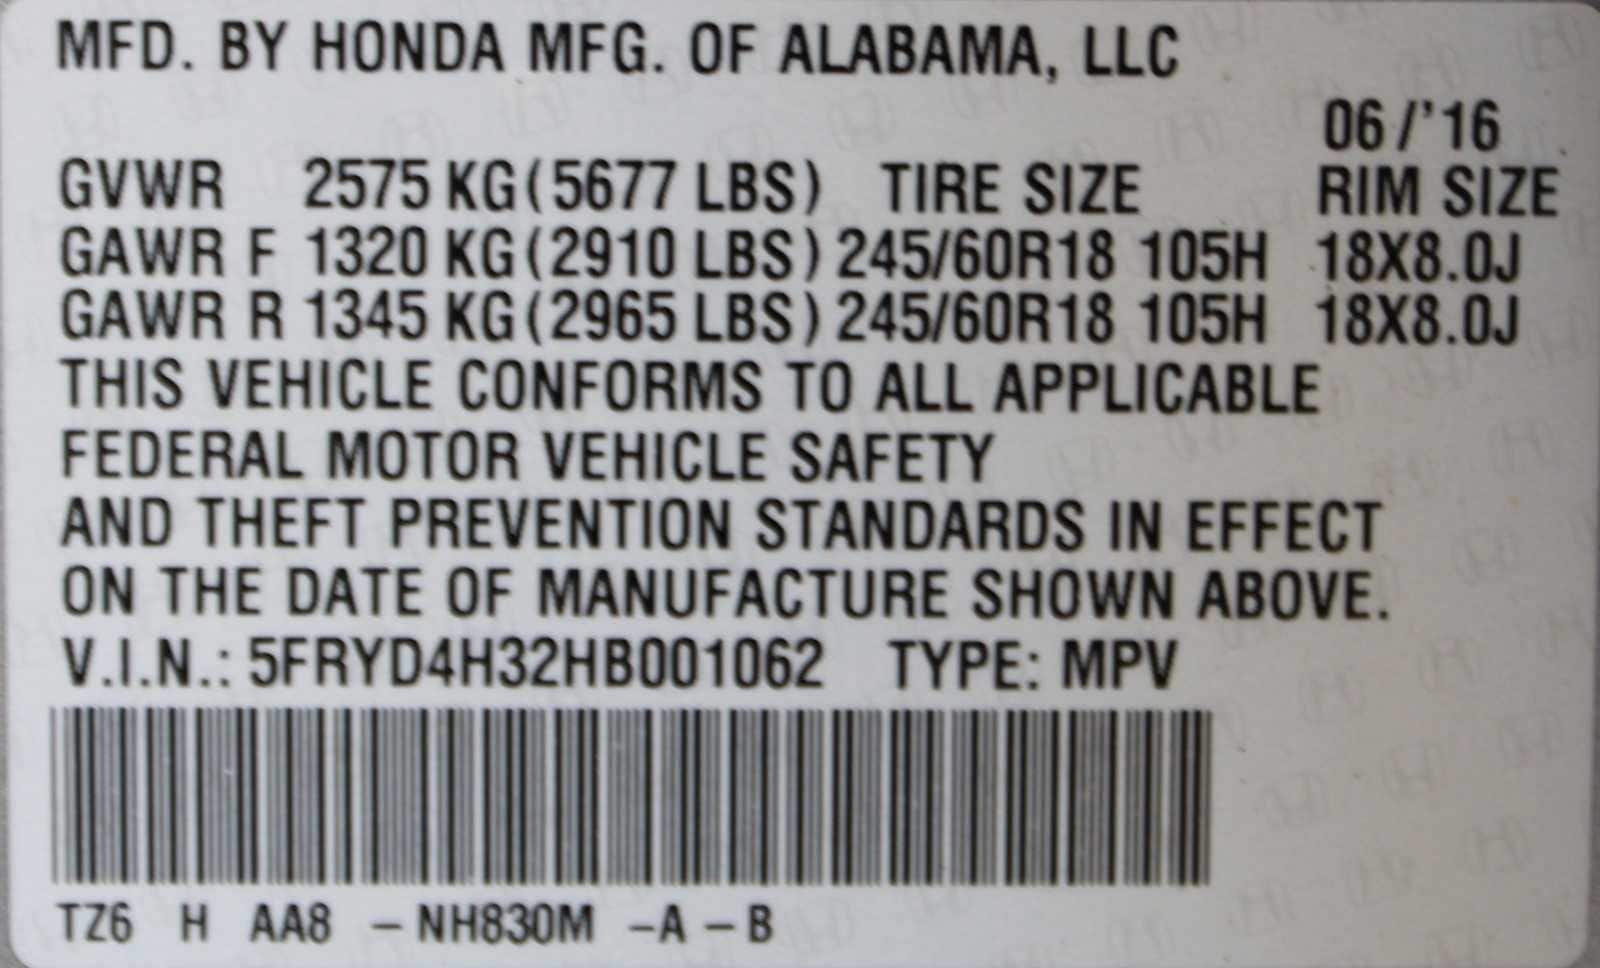 MFD. BY HONDA MFG. OF ALABAMA, LLC
06/'16
GVWR 2575 KG(5677 LBS) TIRE SIZE RIM SIZE
GAWR F 1320 KG(2910 LBS) 245/60R18 105H 18X8.0J
GAWR R 1345 KG(2965 LBS) 245/60R18 105H 18X8.0J
THIS VEHICLE CONFORMS TO ALL APPLICABLE
FEDERAL MOTOR VEHICLE SAFETY
AND THEFT PREVENTION STANDARDS IN EFFECT
ON THE DATE OF MANUFACTURE SHOWN ABOVE.
V.I.N.: 5FRYD4H32HB001062 TYPE: MPV
TZ6 H AA8 -NH830M -A-B